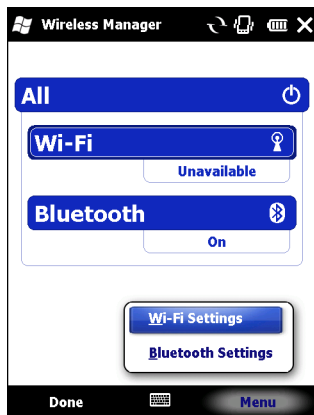 Wireless Manager
All
Wi-Fi
Unavailable
Bluetooth
On
Wi-Fi Settings
Bluetooth Settings
Done
Menu